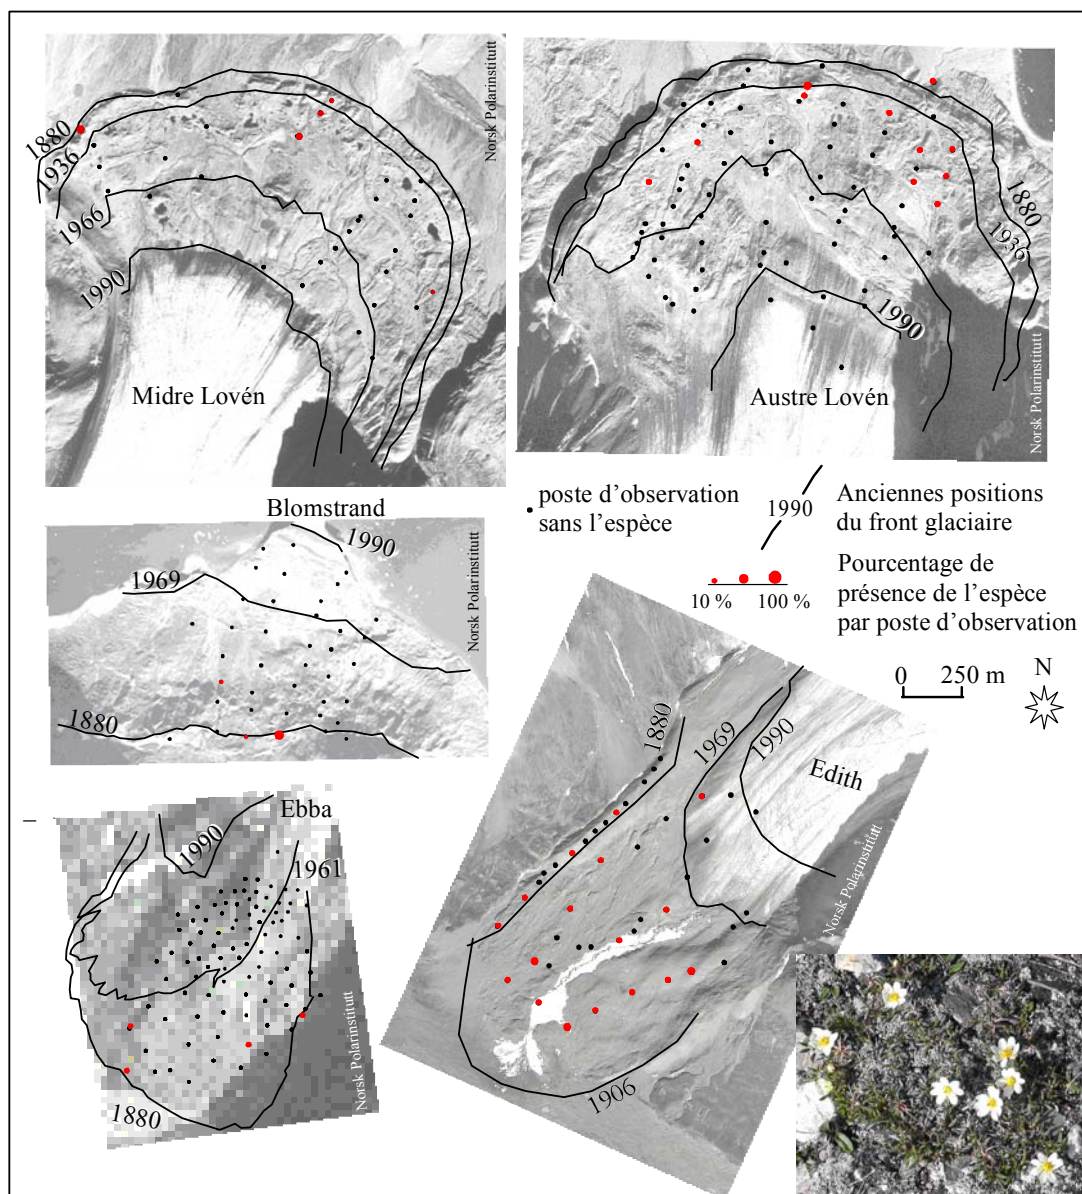 Norsk Polarinstitutt
1880
1936
1966
1990
Midre Lovén
1880
1936
1990
Austre Lovén
Norsk Polarinstitutt
Blomstrand
1990
1969
1880
Norsk Polarinstitutt
poste d'observation
sans l'espèce
1990
Anciennes positions
du front glaciaire
10 %
100 %
Pourcentage de
présence de l'espèce
par poste d'observation
0 250 m
N
Ebba
1990
1961
1880
Norsk Polarinstitutt
1880
1969
1990
Edith
1906
Norsk Polarinstitutt